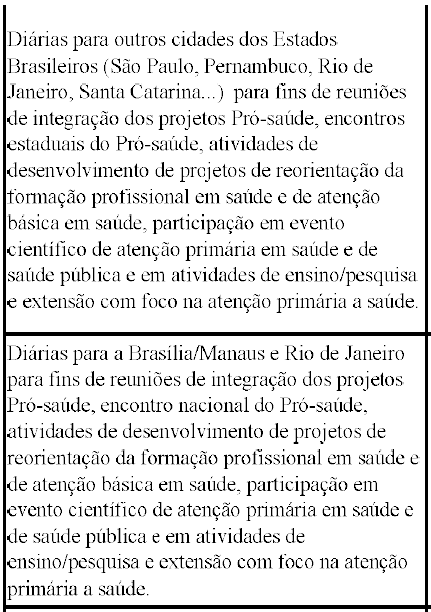 Diárias para outros cidades dos Estados
Brasileiros (São Paulo, Pernambuco, Rio de
Janeiro, Santa Catarina...)  para fins de reuniões
de integração dos projetos Pró-saúde, encontros
estaduais do Pró-saúde, atividades de
desenvolvimento de projetos de reorientação da
formação profissional em saúde e de atenção
básica em saúde, participação em evento
científico de atenção primária em saúde e de
saúde pública e em atividades de ensino/pesquisa
e extensão com foco na atenção primária a saúde.
Diárias para a Brasília/Manaus e Rio de Janeiro
para fins de reuniões de integração dos projetos
Pró-saúde, encontro nacional do Pró-saúde,
atividades de desenvolvimento de projetos de
reorientação da formação profissional em saúde e
de atenção básica em saúde, participação em
evento científico de atenção primária em saúde e
de saúde pública e em atividades de
ensino/pesquisa e extensão com foco na atenção
primária a saúde.